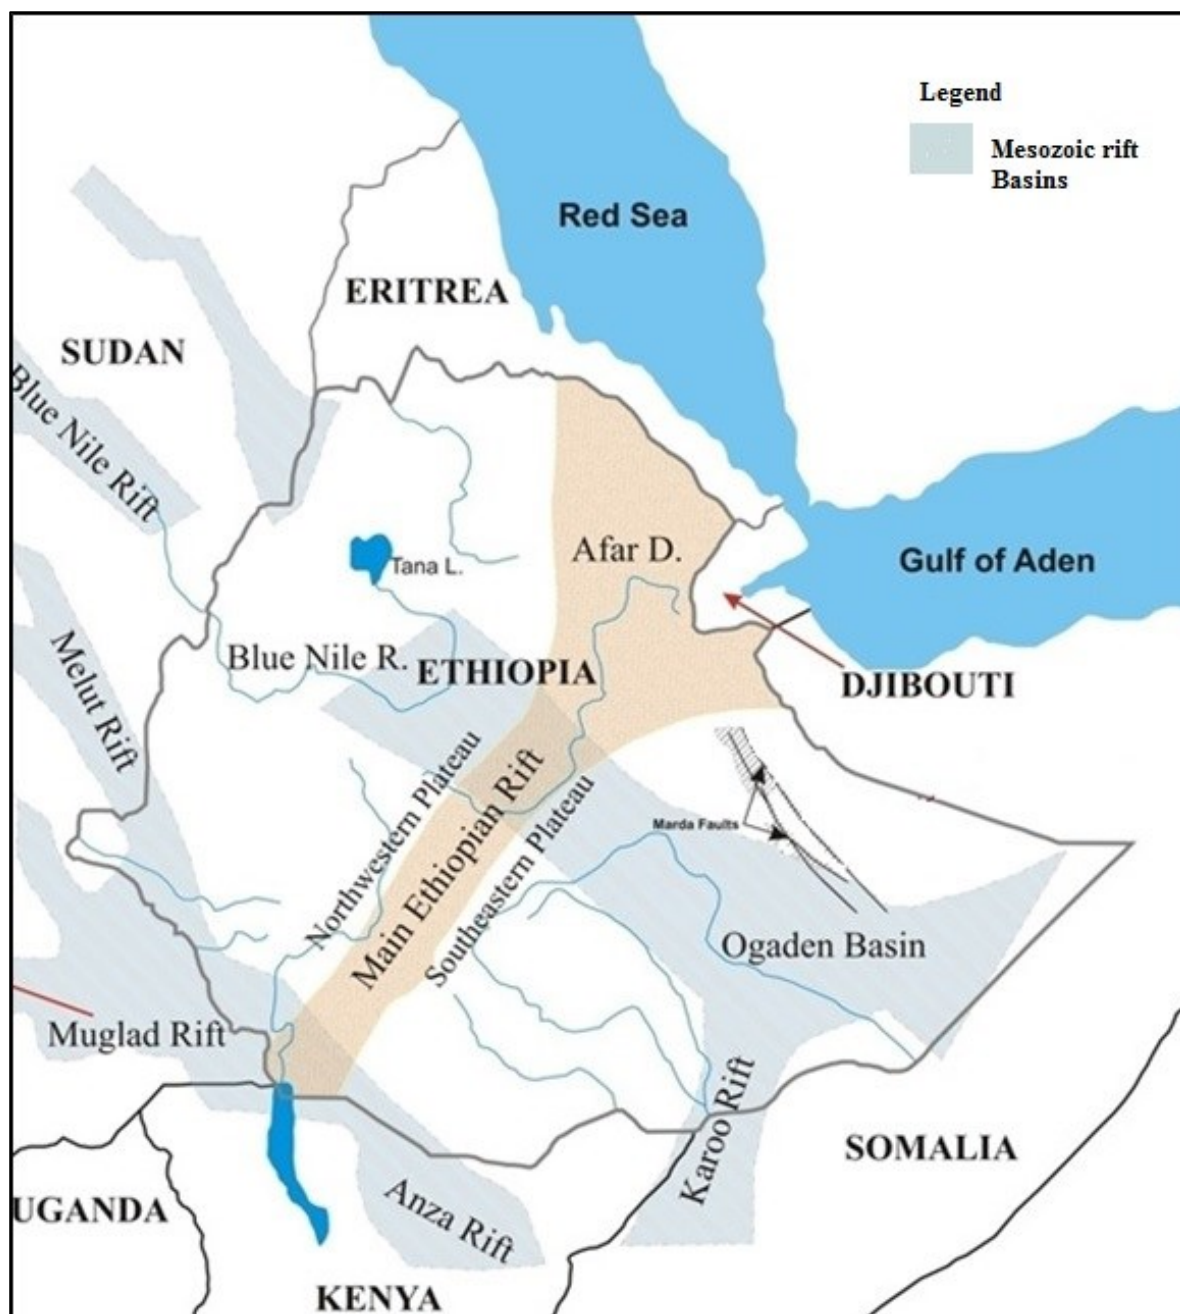 Legend
Mesozoic rift
Basins
Red Sea
ERITREA
SUDAN
Blue Nile Rift
Afar D.
Tana L.
Gulf of Aden
Blue Nile R.
ETHIOPIA
DJIBOUTI
Melut Rift
Northwestern Plateau
Main Ethiopian Rift
Southeastern Plateau
Marda Faults
Ogaden Basin
Muglad Rift
Karoo Rift
SOMALIA
UGANDA
Anza Rift
KENYA